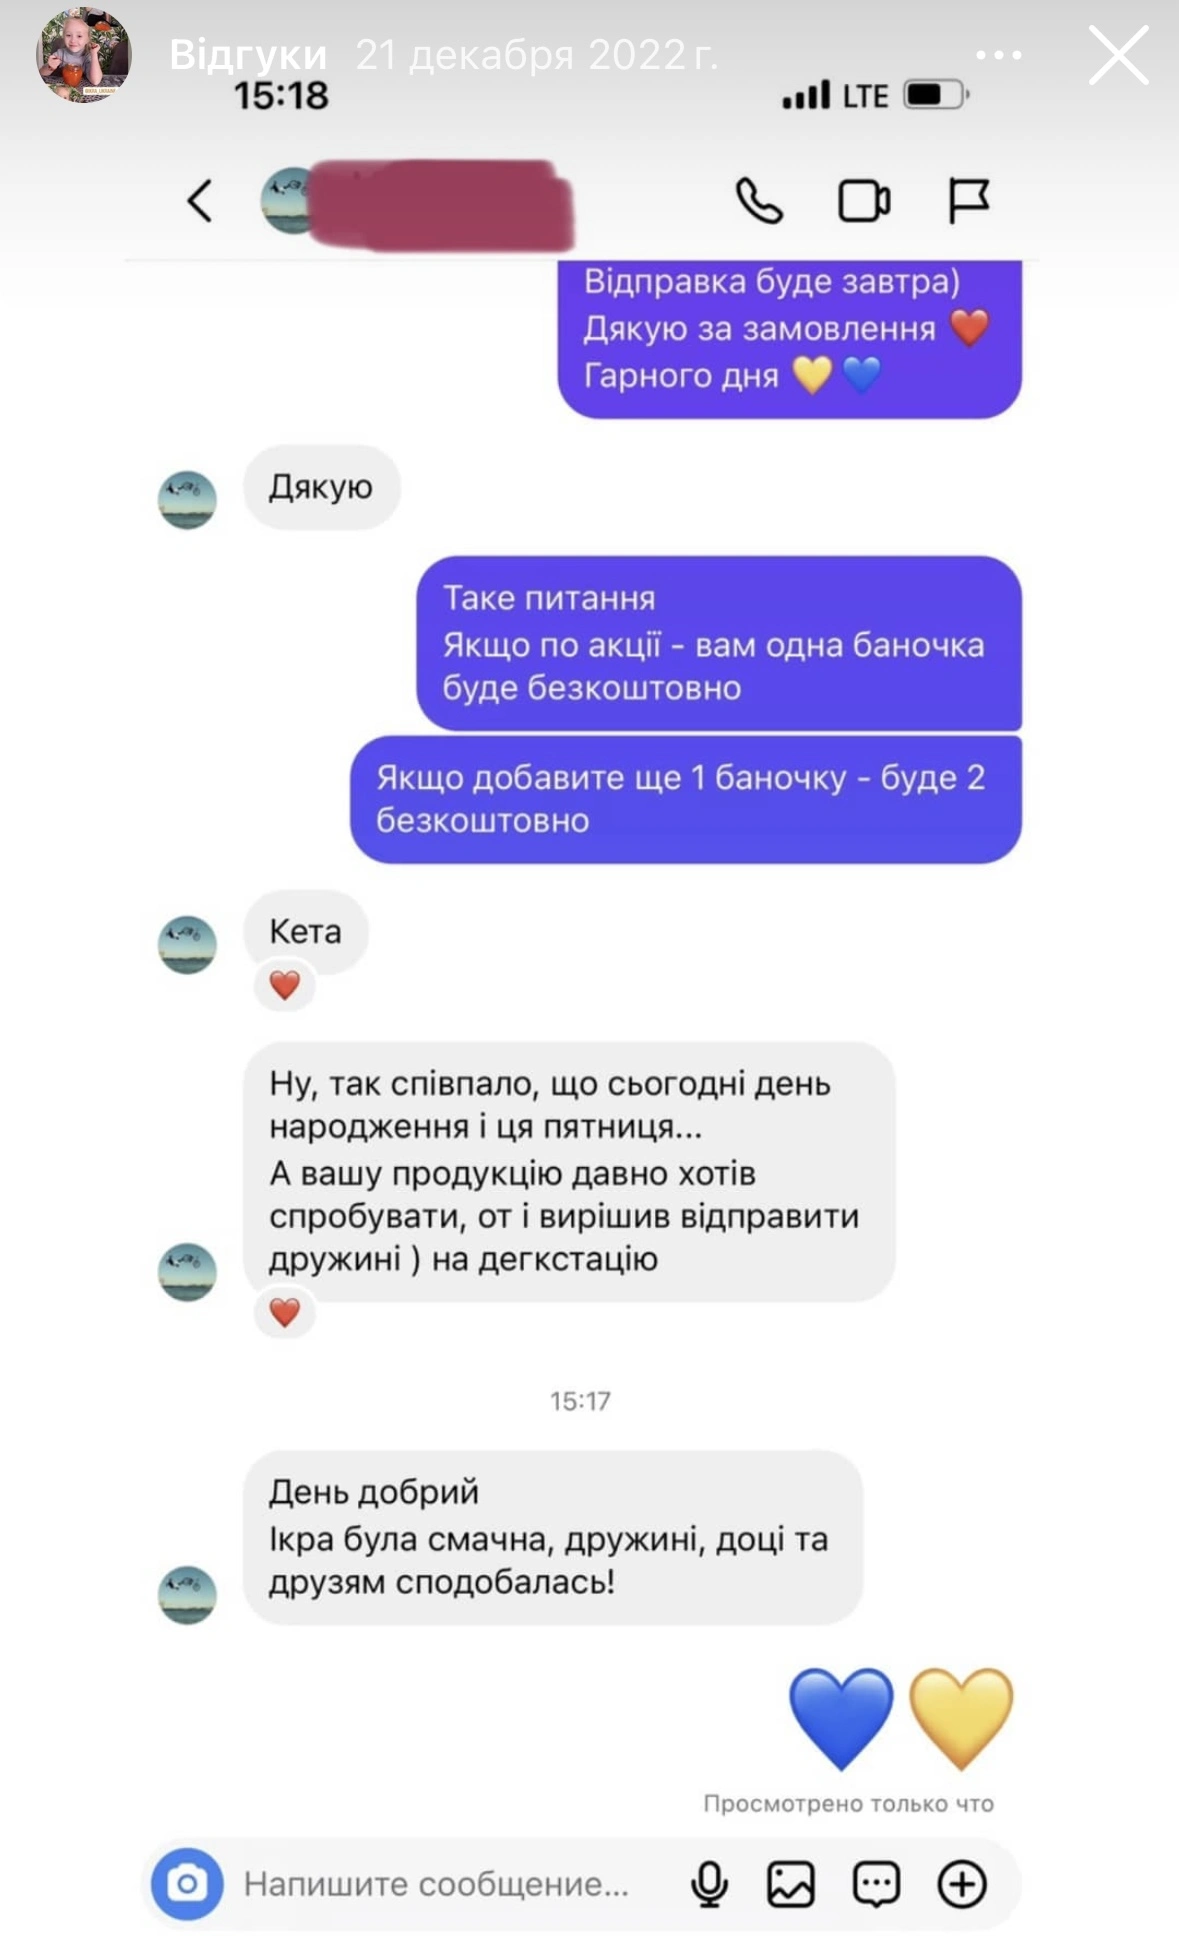 Відгуки 21 декабря 2022 г.
15:18 LTE
Відправка буде завтра)
Дякую за замовлення ❤️
Гарного дня 💛💙
Дякую
Таке питання
Якщо по акції - вам одна баночка
буде безкоштовно
Якщо добавите ще 1 баночку - буде 2
безкоштовно
Кета
❤️
Ну, так співпало, що сьогодні день
народження і ця пятниця...
А вашу продукцію давно хотів
спробувати, от і вирішив відправити
дружині ) на дегкстацію
❤️
15:17
День добрий
Ікра була смачна, дружині, доці та
друзям сподобалась!
💙💛
Просмотрено только что
Напишите сообщение...